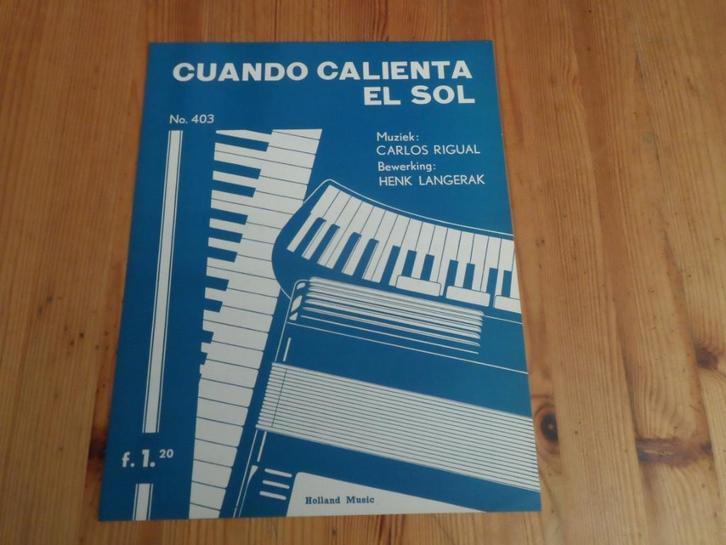 CUANDO CALIENTA
EL SOL
No. 403
Muziek:
CARLOS RIGUAL
Bewerking:
HENK LANGERAK
f. 1.20
Holland Music